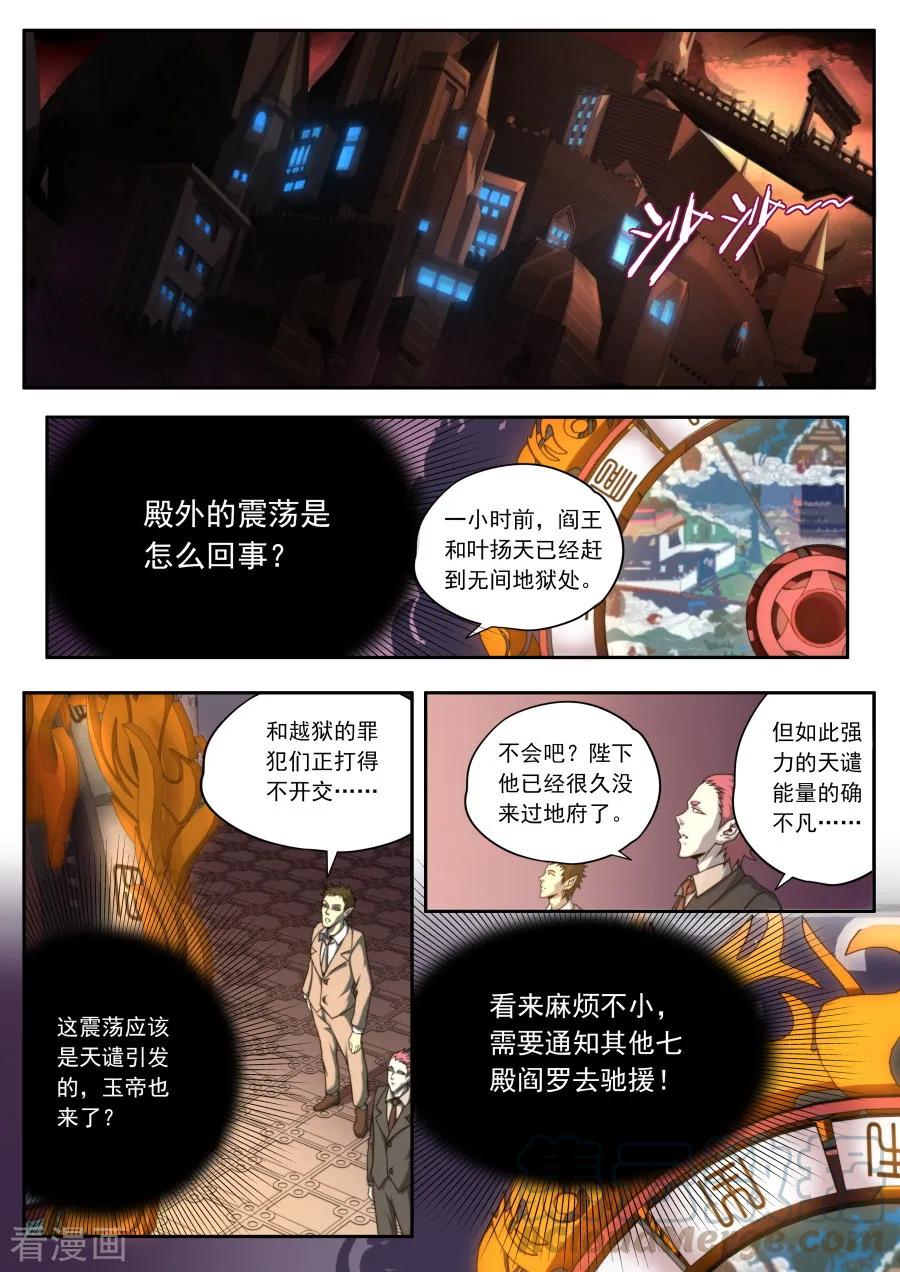 沙沙~~
殿外的震荡是
怎么回事？
一小时前，阎王
和叶扬天已经赶
到无间地狱处。
和越狱的罪
犯们正打得
不开交……
不会吧？陛下
他已经很久没
来过地府了。
但如此强
力的天谴
能量的确
不凡……
这震荡应该
是天谴引发
的，玉帝也
来了？
看来麻烦不小，
需要通知其他七
殿阎罗去驰援！
看漫画